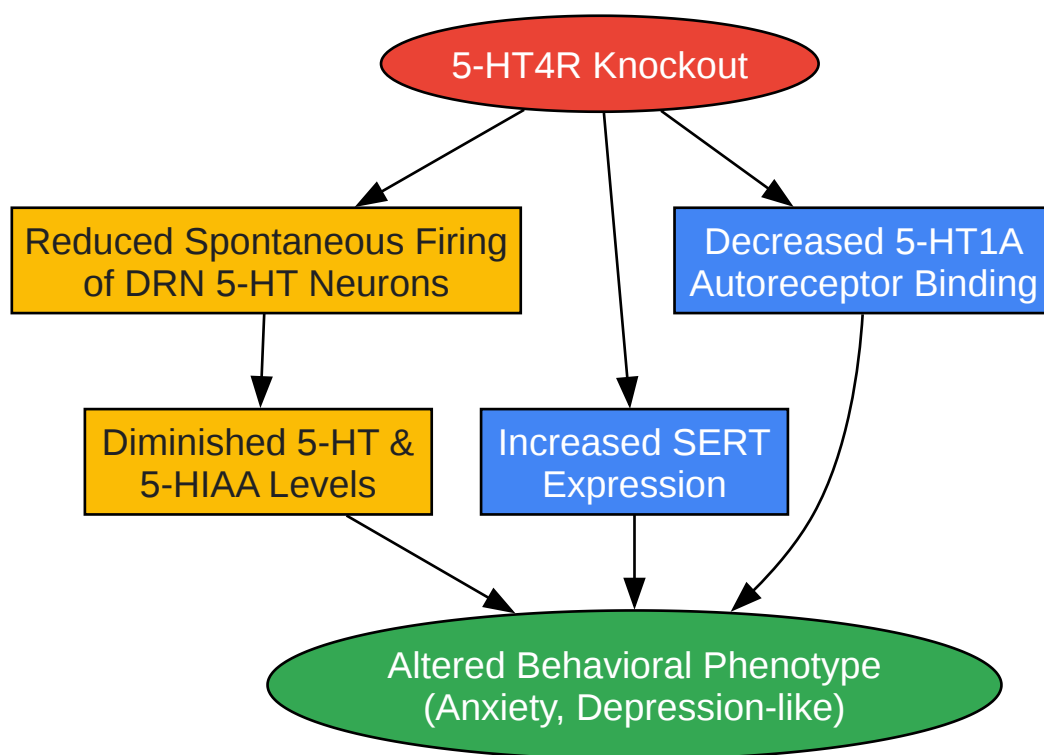 5-HT4R Knockout
Reduced Spontaneous Firing
of DRN 5-HT Neurons
Decreased 5-HT1A
Autoreceptor Binding
Diminished 5-HT &
5-HIAA Levels
Increased SERT
Expression
Altered Behavioral Phenotype
(Anxiety, Depression-like)